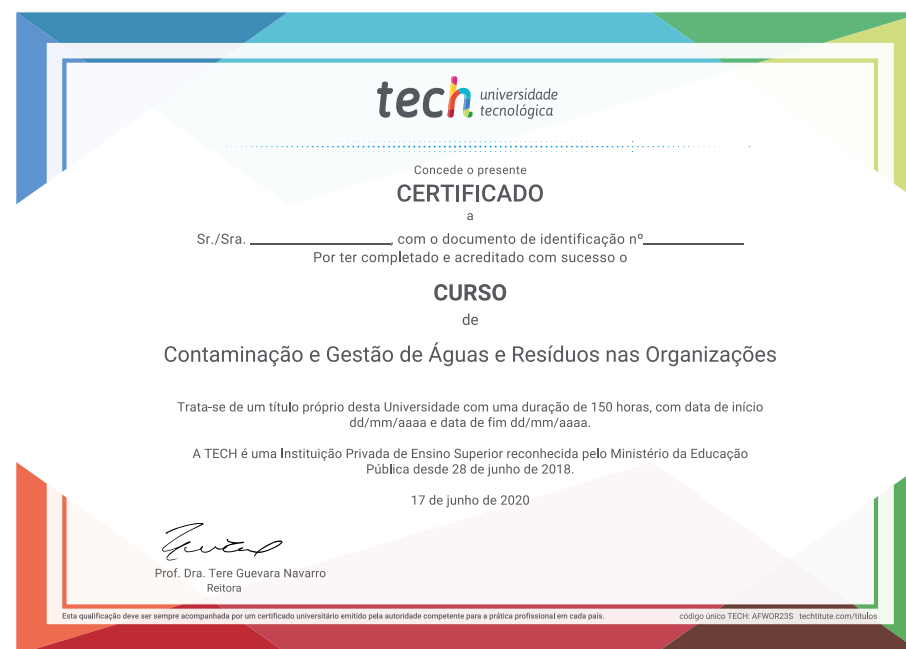 tech universidade
tecnológica
Concede o presente
CERTIFICADO
a
Sr./Sra. ____________________, com o documento de identificação nº______________
Por ter completado e acreditado com sucesso o
CURSO
de
Contaminação e Gestão de Águas e Resíduos nas Organizações
Trata-se de um título próprio desta Universidade com uma duração de 150 horas, com data de início
dd/mm/aaaa e data de fim dd/mm/aaaa.
A TECH é uma Instituição Privada de Ensino Superior reconhecida pelo Ministério da Educação
Pública desde 28 de junho de 2018.
17 de junho de 2020
Prof. Dra. Tere Guevara Navarro
Reitora
Esta qualificação deve ser sempre acompanhada por um certificado universitário emitido pela autoridade competente para a prática profissional em cada país.
código único TECH: AFWOR23S techtitute.com/títulos